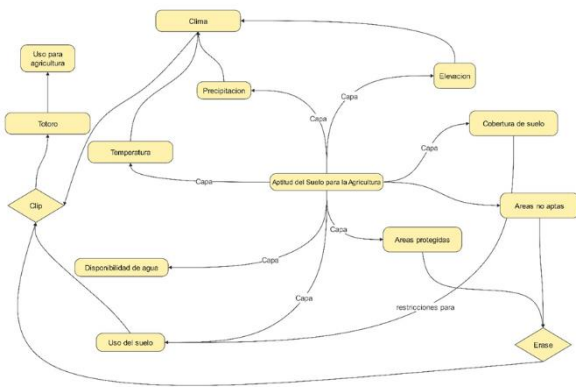 Clima
Uso para
agricultura
Elevacion
Capa
Precipitacion
Capa
Totoro
Cobertura de suelo
Capa
Temperatura
Capa
Aptitud del Suelo para la Agricultura
Clip
Areas no aptas
Capa
Areas protegidas
Disponibilidad de agua
Capa
Capa
restricciones para
Uso del suelo
Erase